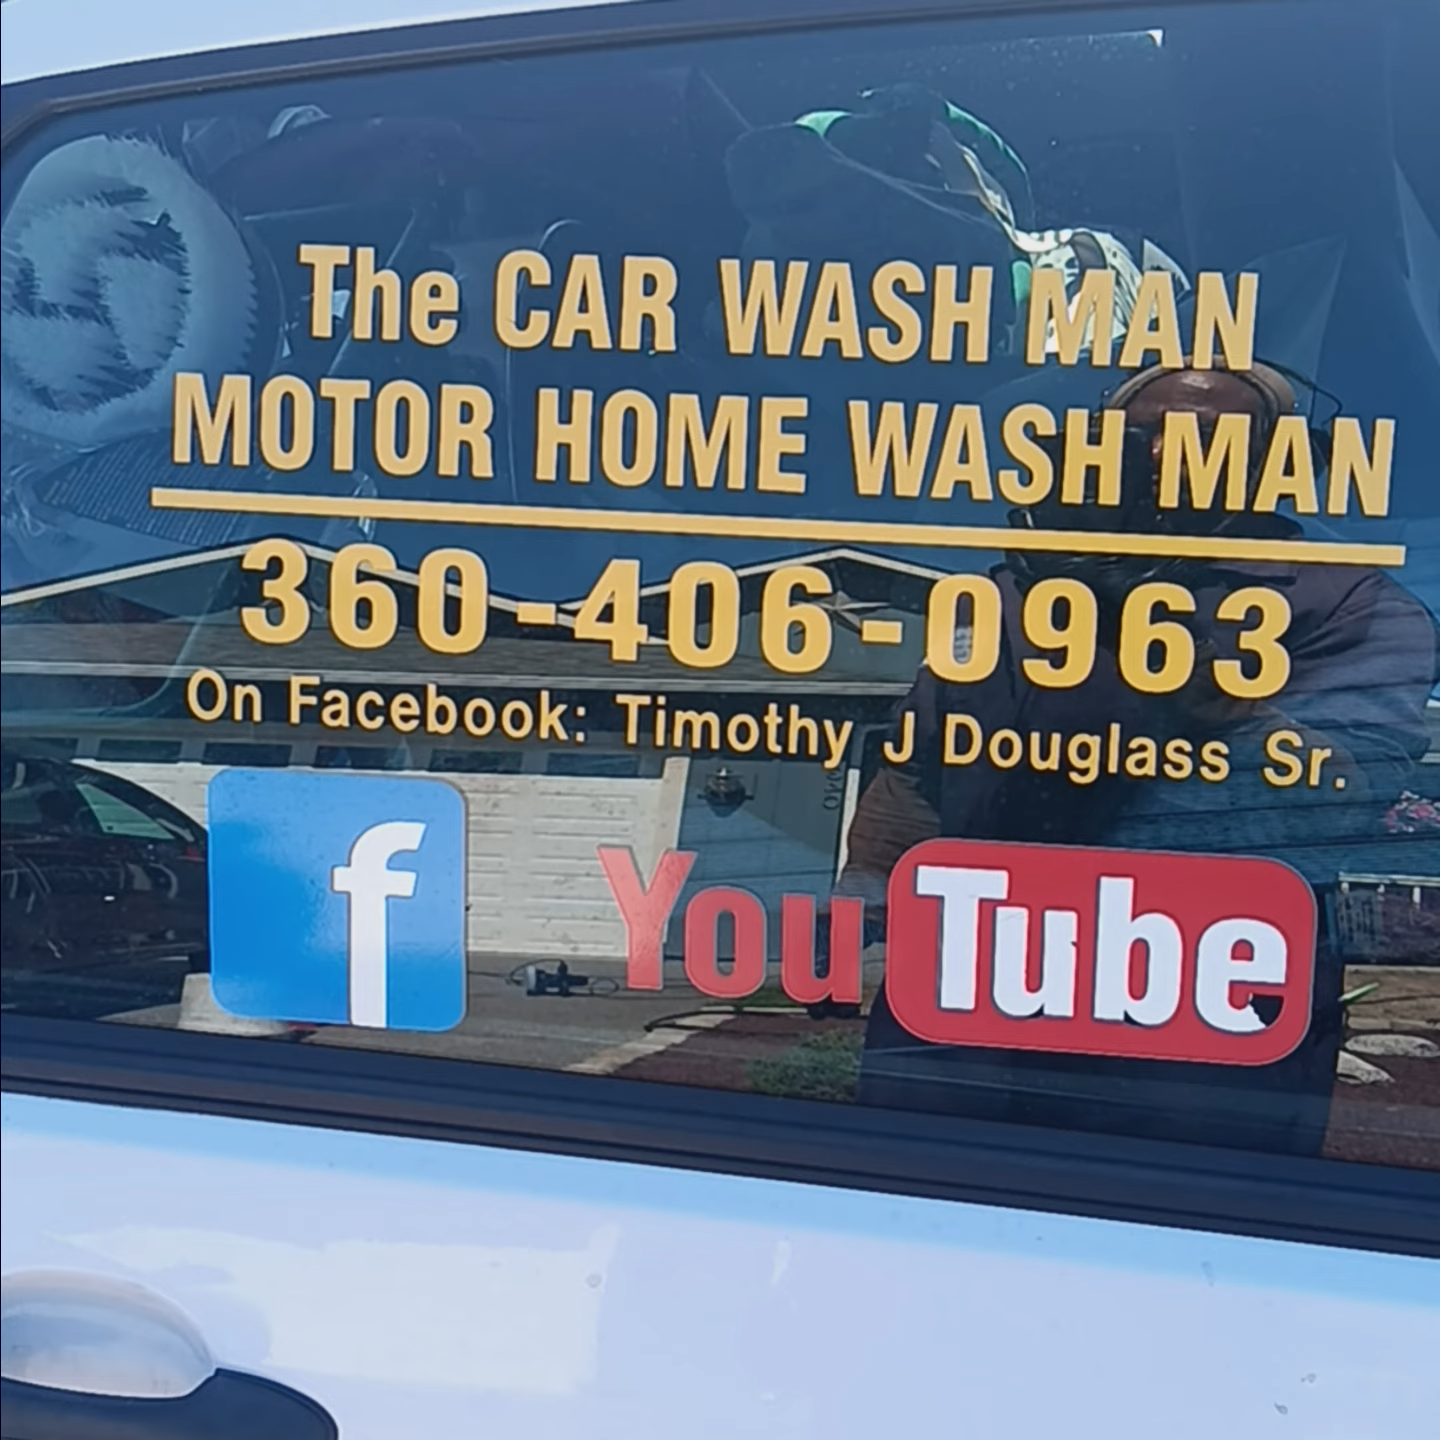 The CAR WASH MAN
MOTOR HOME WASH MAN
360-406-0963
On Facebook: Timothy J Douglass Sr.
f
YouTube